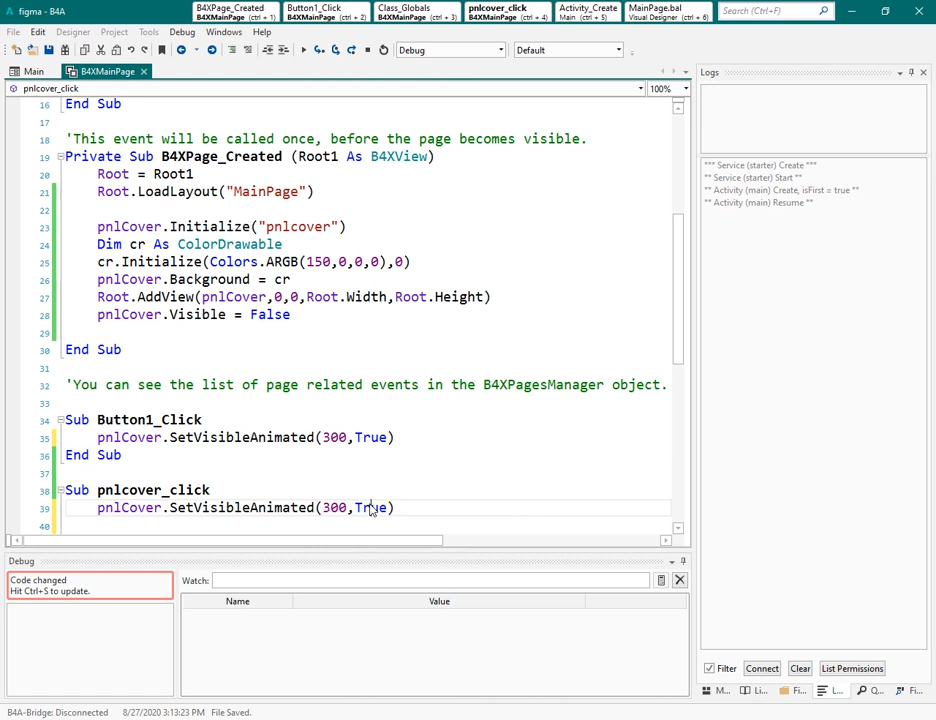 figma - B4A
B4XPage_Created
B4XMainPage (ctrl + 1)
Button1_Click
B4XMainPage (ctrl + 2)
Class_Globals
B4XMainPage (ctrl + 3)
pnlcover_click
B4XMainPage (ctrl + 4)
Activity_Create
Main (ctrl + 5)
MainPage.bal
Visual Designer (ctrl + 6)
Search (Ctrl+F)
File Edit Designer Project Tools Debug Windows Help
Debug
Default
Main
B4XMainPage
Logs
pnlcover_click
100%
16 End Sub
17
18 'This event will be called once, before the page becomes visible.
19 Private Sub B4XPage_Created (Root1 As B4XView)
20 Root = Root1
21 Root.LoadLayout("MainPage")
22
23 pnlCover.Initialize("pnlcover")
24 Dim cr As ColorDrawable
25 cr.Initialize(Colors.ARGB(150,0,0,0),0)
26 pnlCover.Background = cr
27 Root.AddView(pnlCover,0,0,Root.Width,Root.Height)
28 pnlCover.Visible = False
29
30 End Sub
31
32 'You can see the list of page related events in the B4XPagesManager object.
33
34 Sub Button1_Click
35 pnlCover.SetVisibleAnimated(300,True)
36 End Sub
37
38 Sub pnlcover_click
39 pnlCover.SetVisibleAnimated(300,True)
40
*** Service (starter) Create ***
** Service (starter) Start **
** Activity (main) Create, isFirst = true **
** Activity (main) Resume **
Debug
Code changed
Hit Ctrl+S to update.
Watch:
Name
Value
Filter
Connect
Clear
List Permissions
M...
Li...
Fi...
L...
Q...
Fi...
B4A-Bridge: Disconnected
8/27/2020 3:13:23 PM File Saved.